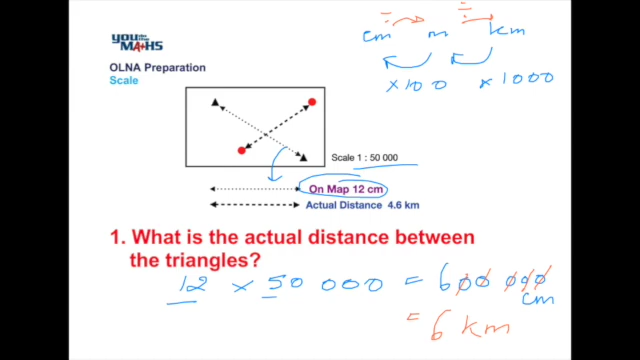 ÷ ÷
cm m km
×100 ×1000
you
MATHS
OLNA Preparation
Scale
Scale 1 : 50 000
On Map 12 cm
Actual Distance 4.6 km
1. What is the actual distance between
the triangles?
12 × 50 000 = 600 000 cm
= 6 km